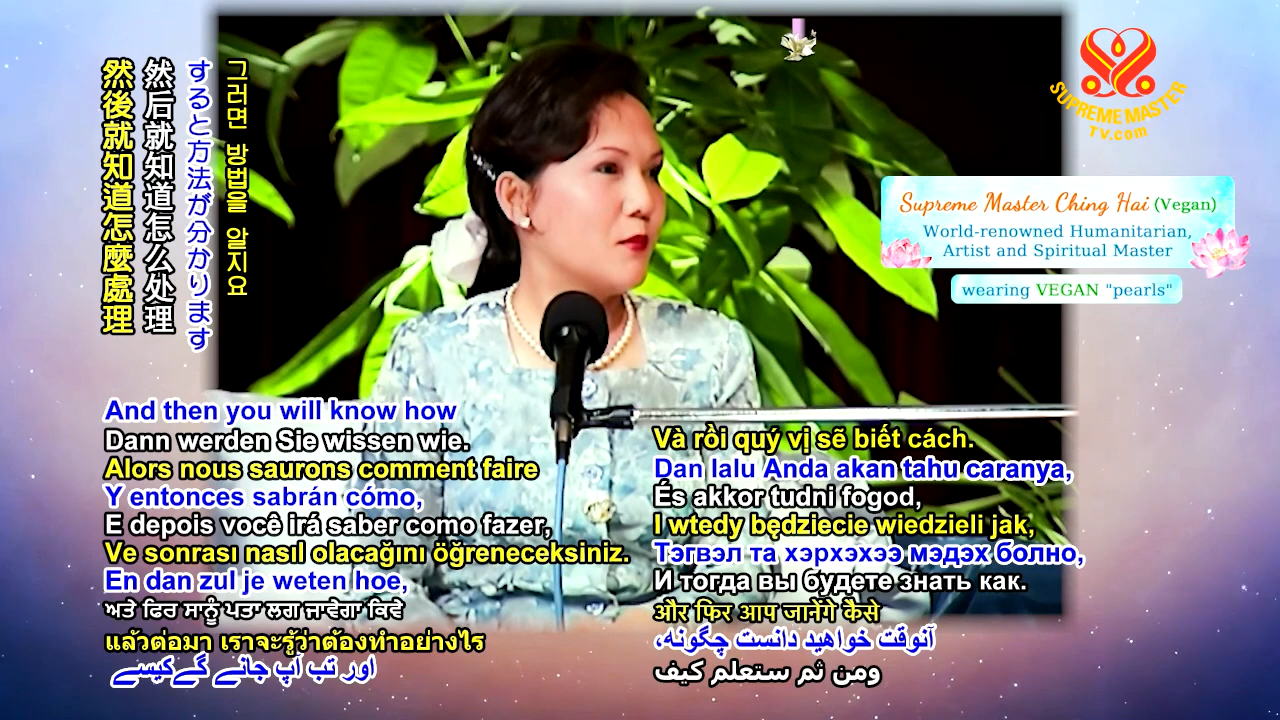 然後就知道怎麼處理
然后就知道怎么处理
すると方法が分かります
그러면 방법을 알지요
SUPREME MASTER
TV.com
Supreme Master Ching Hai (Vegan)
World-renowned Humanitarian,
Artist and Spiritual Master
wearing VEGAN "pearls"
And then you will know how
Dann werden Sie wissen wie.
Alors nous saurons comment faire
Y entonces sabrán cómo,
E depois você irá saber como fazer,
Ve sonrası nasıl olacağını öğreneceksiniz.
En dan zul je weten hoe,
ਅਤੇ ਫਿਰ ਸਾਨੂੰ ਪਤਾ ਲਗ ਜਾਵੇਗਾ ਕਿਵੇ
แล้วต่อมา เราจะรู้ว่าต้องทำอย่างไร
اور تب آپ جانے گے کیسے
Và rồi quý vị sẽ biết cách.
Dan lalu Anda akan tahu caranya,
És akkor tudni fogod,
I wtedy będziecie wiedzieli jak,
Тэгвэл та хэрхэхээ мэдэх болно,
И тогда вы будете знать как.
और फिर आप जानेंगे कैसे
آنوقت خواهید دانست چگونه،
ومن ثم ستعلم كيف